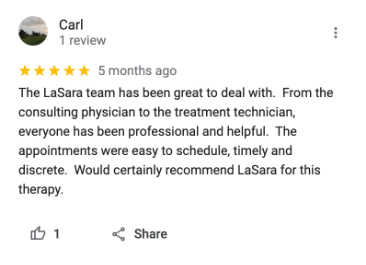 Carl
1 review
5 months ago
The LaSara team has been great to deal with.  From the
consulting physician to the treatment technician,
everyone has been professional and helpful.  The
appointments were easy to schedule, timely and
discrete.  Would certainly recommend LaSara for this
therapy.
1 Share